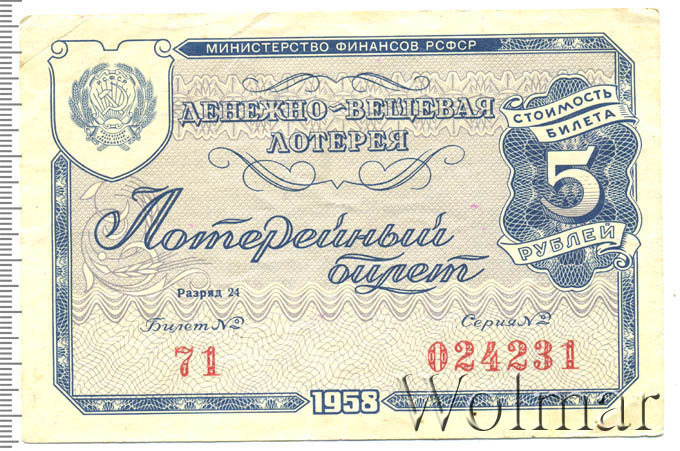 МИНИСТЕРСТВО ФИНАНСОВ РСФСР
РСФСР
ДЕНЕЖНО-ВЕЩЕВАЯ
ЛОТЕРЕЯ
СТОИМОСТЬ
БИЛЕТА
5
РУБЛЕЙ
Лотерейный
билет
Разряд 24
Билет №
71
Серия №
024231
1958
Wolmar